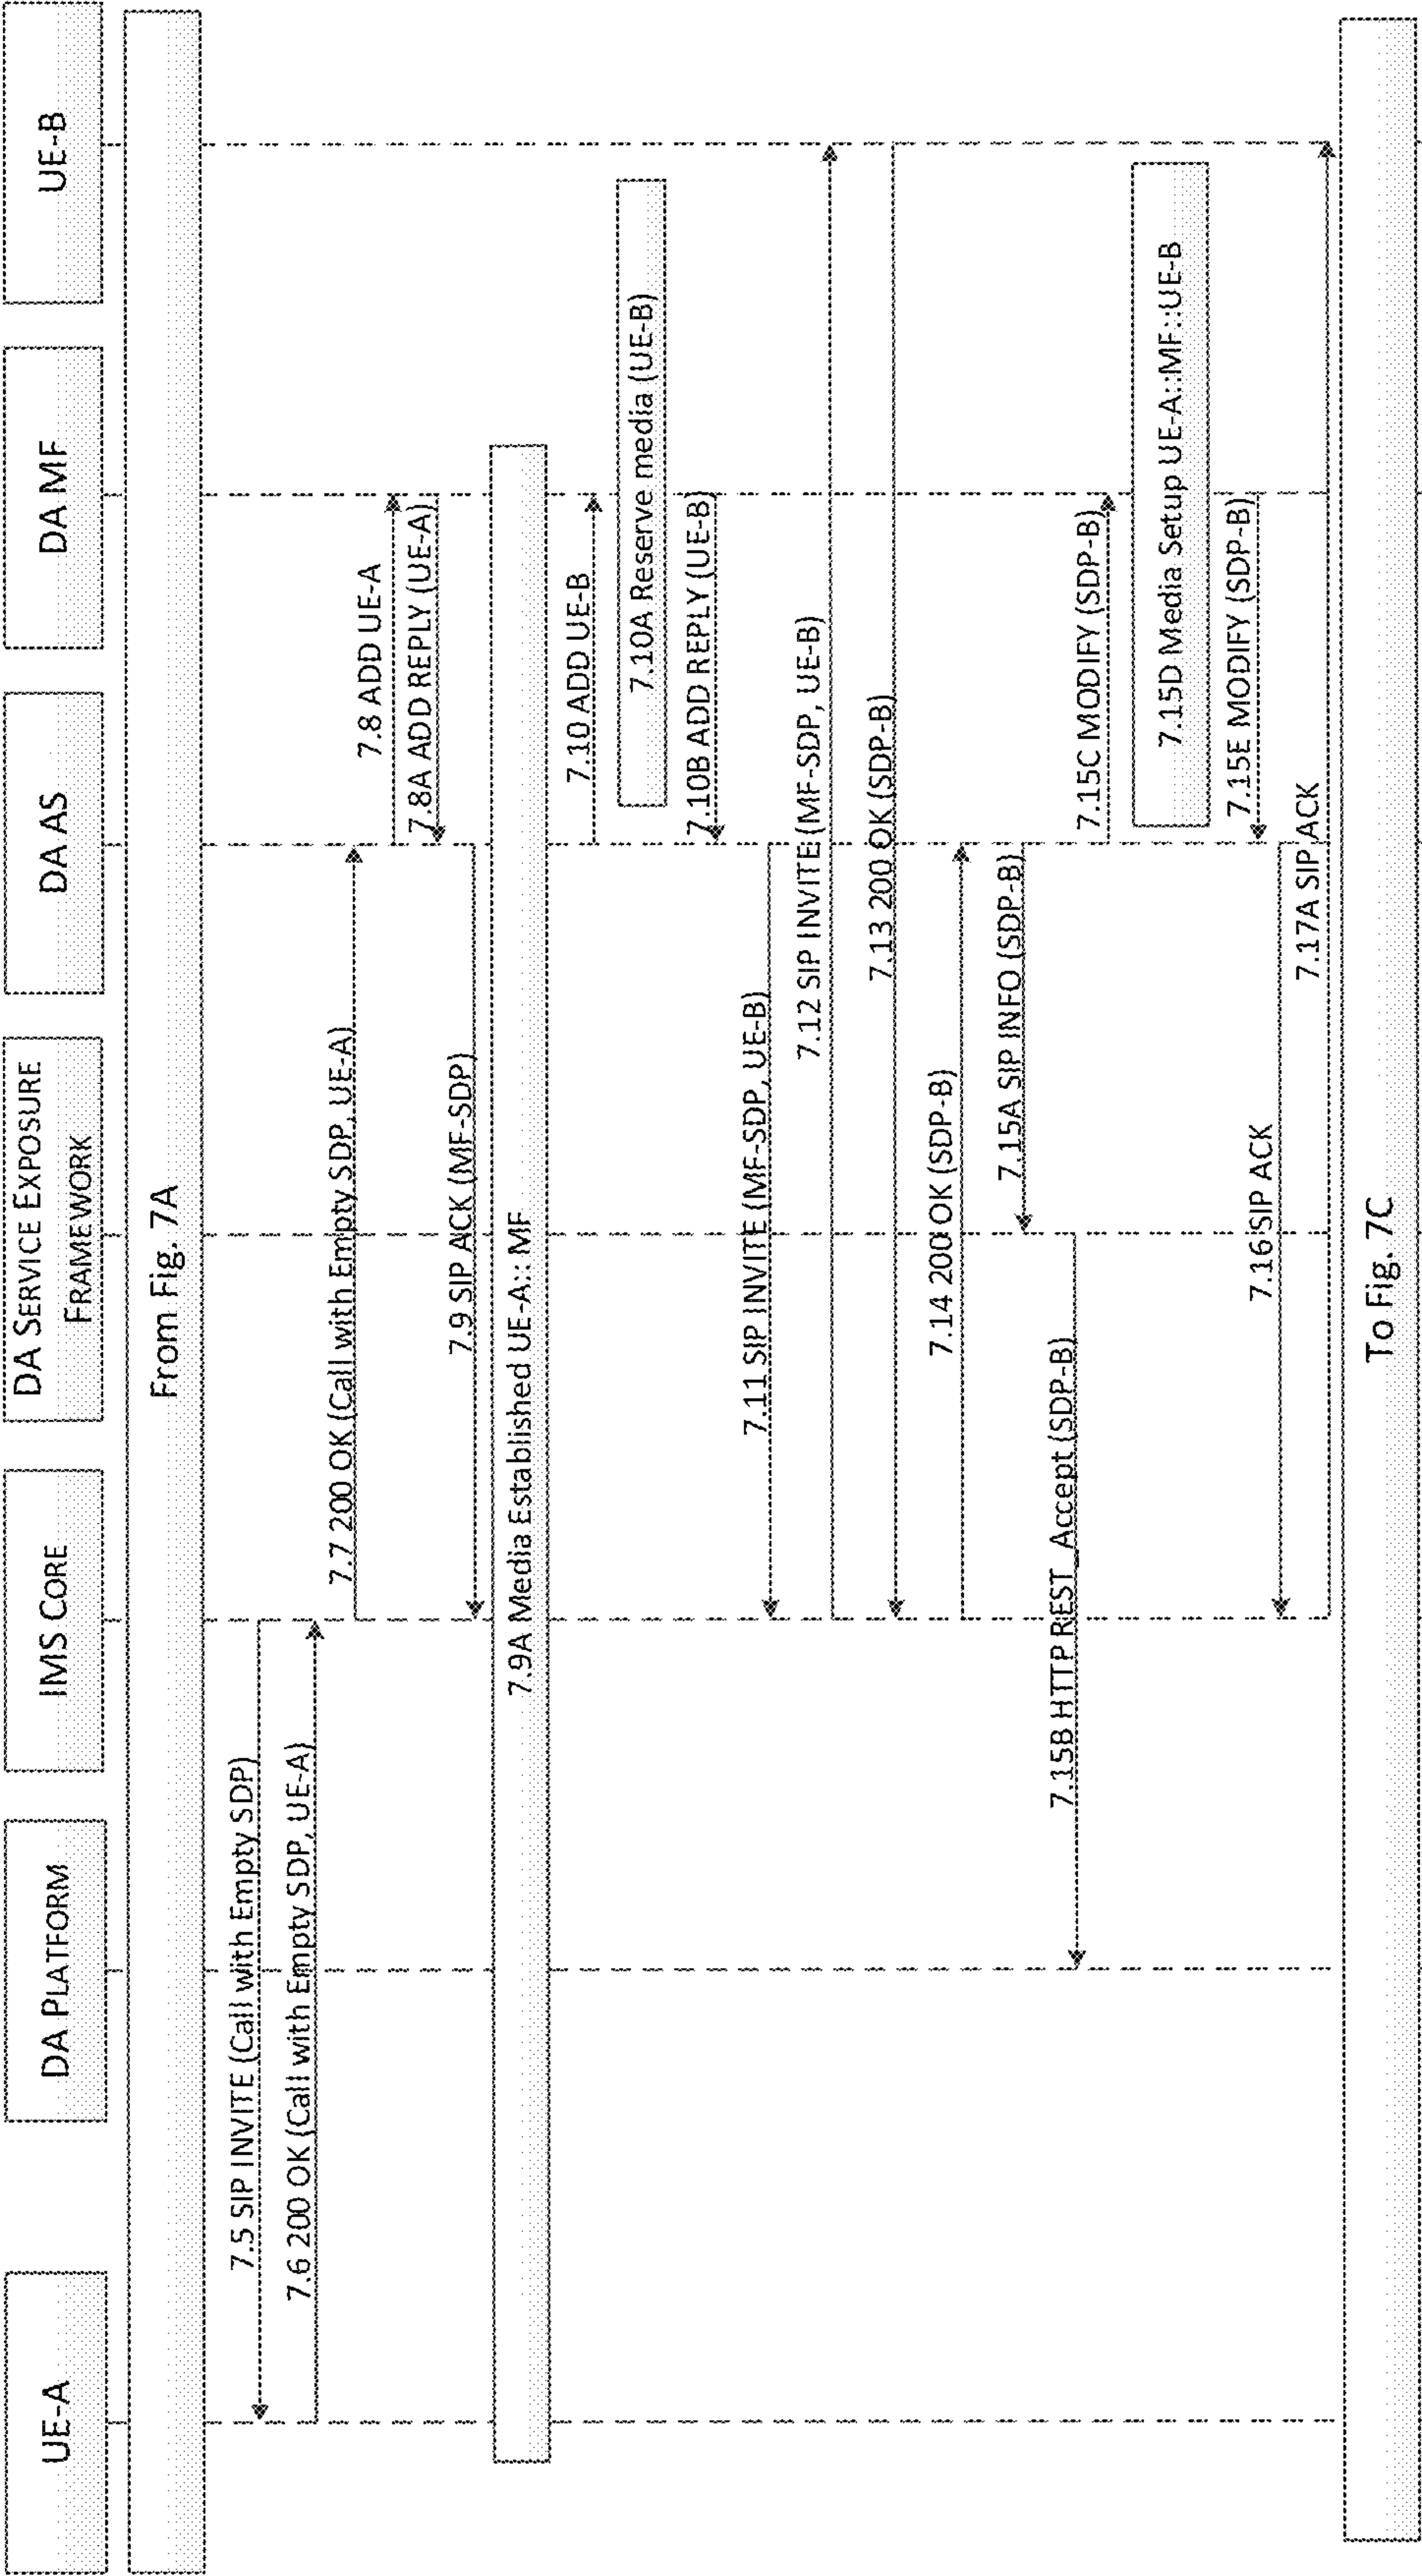 UE-A
DA PLATFORM
IMS CORE
DA SERVICE EXPOSURE
FRAMEWORK
DA AS
DA MF
UE-B
From Fig. 7A
7.5 SIP INVITE (Call with Empty SDP)
7.6 200 OK (Call with Empty SDP, UE-A)
7.7 200 OK (Call with Empty SDP, UE-A)
7.8 ADD UE-A
7.8A ADD REPLY (UE-A)
7.9 SIP ACK (MF-SDP)
7.9A Media Established UE-A:: MF
7.10 ADD UE-B
7.10A Reserve media (UE-B)
7.10B ADD REPLY (UE-B)
7.11 SIP INVITE (MF-SDP, UE-B)
7.12 SIP INVITE (MF-SDP, UE-B)
7.13 200 OK (SDP-B)
7.14 200 OK (SDP-B)
7.15A SIP INFO (SDP-B)
7.15B HTTP REST_Accept (SDP-B)
7.15C MODIFY (SDP-B)
7.15D Media Setup UE-A::MF::UE-B
7.15E MODIFY (SDP-B)
7.16 SIP ACK
7.17A SIP ACK
To Fig. 7C